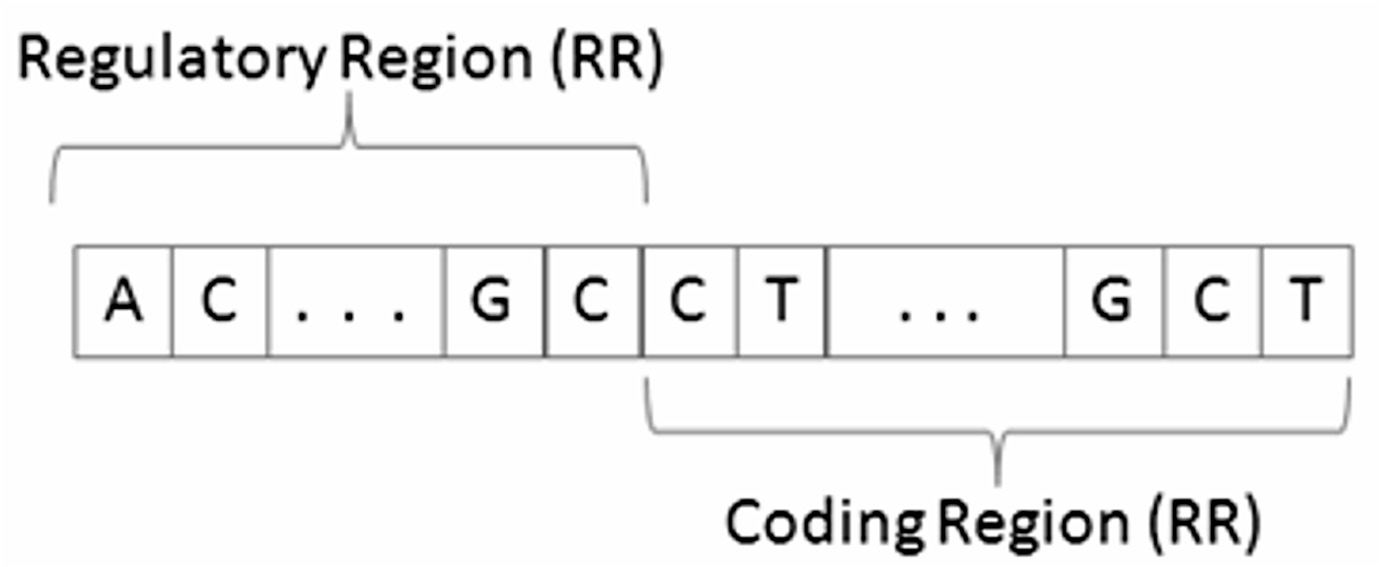 Regulatory Region (RR)
A C ... G C C T ... G C T
Coding Region (RR)